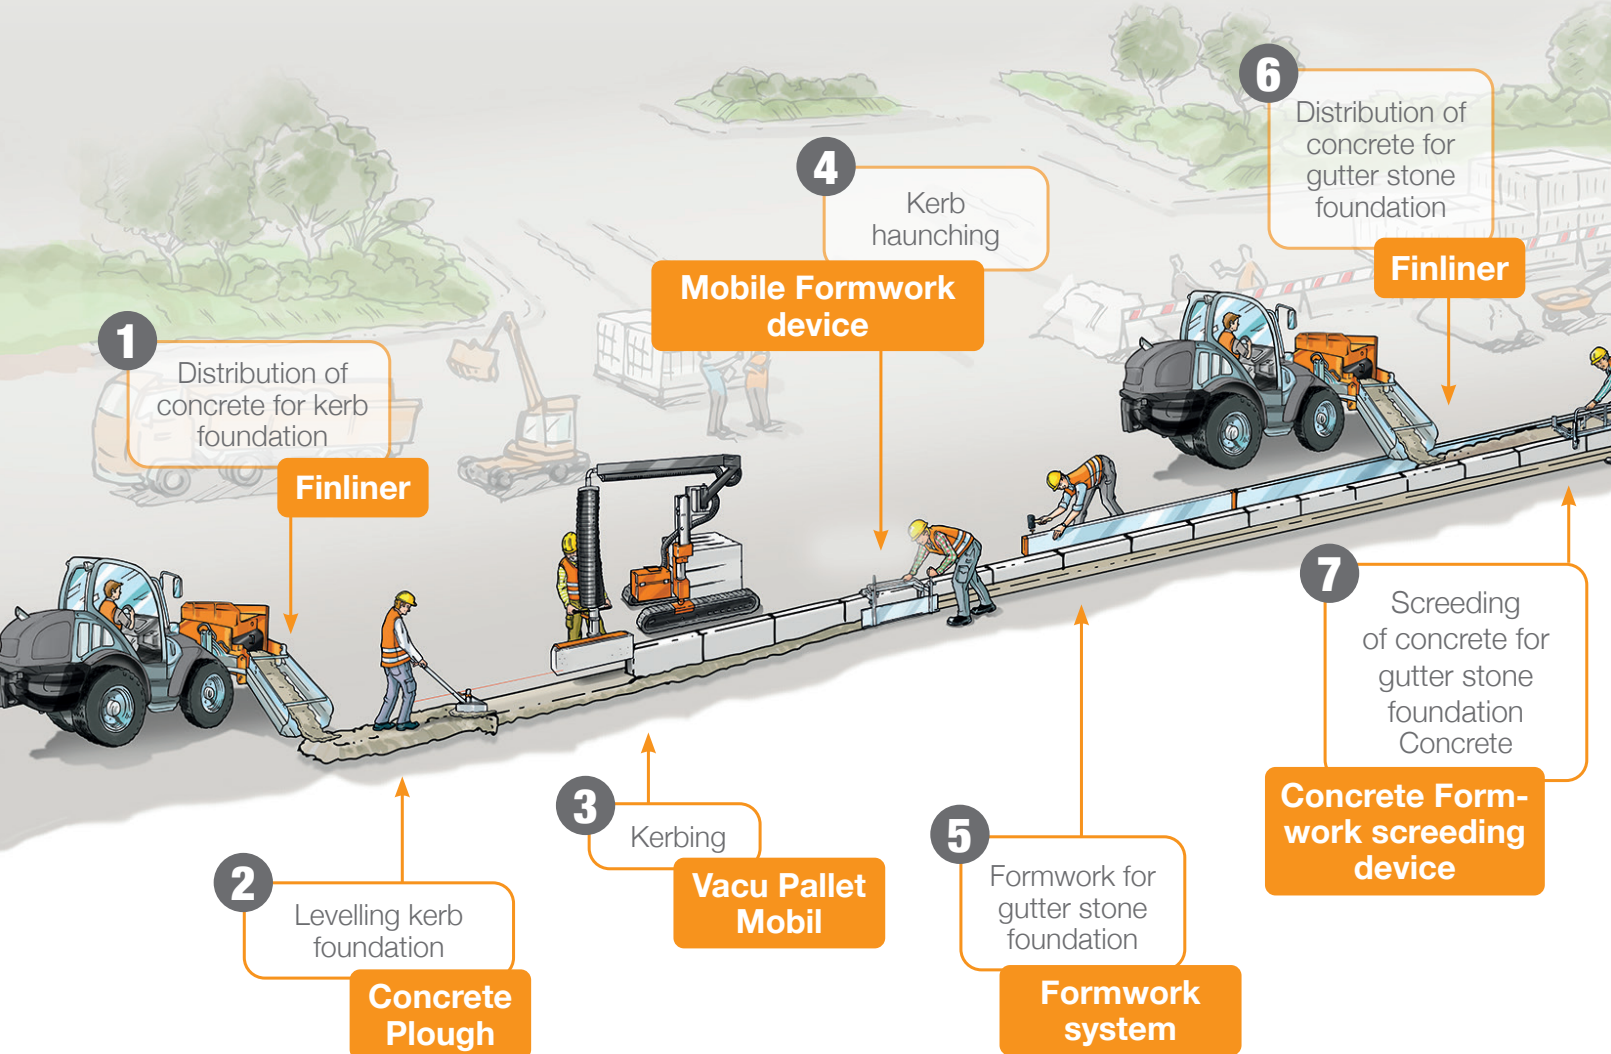 1
Distribution of
concrete for kerb
foundation
Finliner
2
Levelling kerb
foundation
Concrete
Plough
3
Kerbing
Vacu Pallet
Mobil
4
Kerb
haunching
Mobile Formwork
device
5
Formwork for
gutter stone
foundation
Formwork
system
6
Distribution of
concrete for
gutter stone
foundation
Finliner
7
Screeding
of concrete for
gutter stone
foundation
Concrete
Concrete Form-
work screeding
device